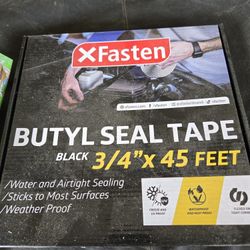 XFasten
BUTYL SEAL TAPE
BLACK 3/4"x 45 FEET
/Water and Airtight Sealing
/Sticks to Most Surfaces
/Weather Proof